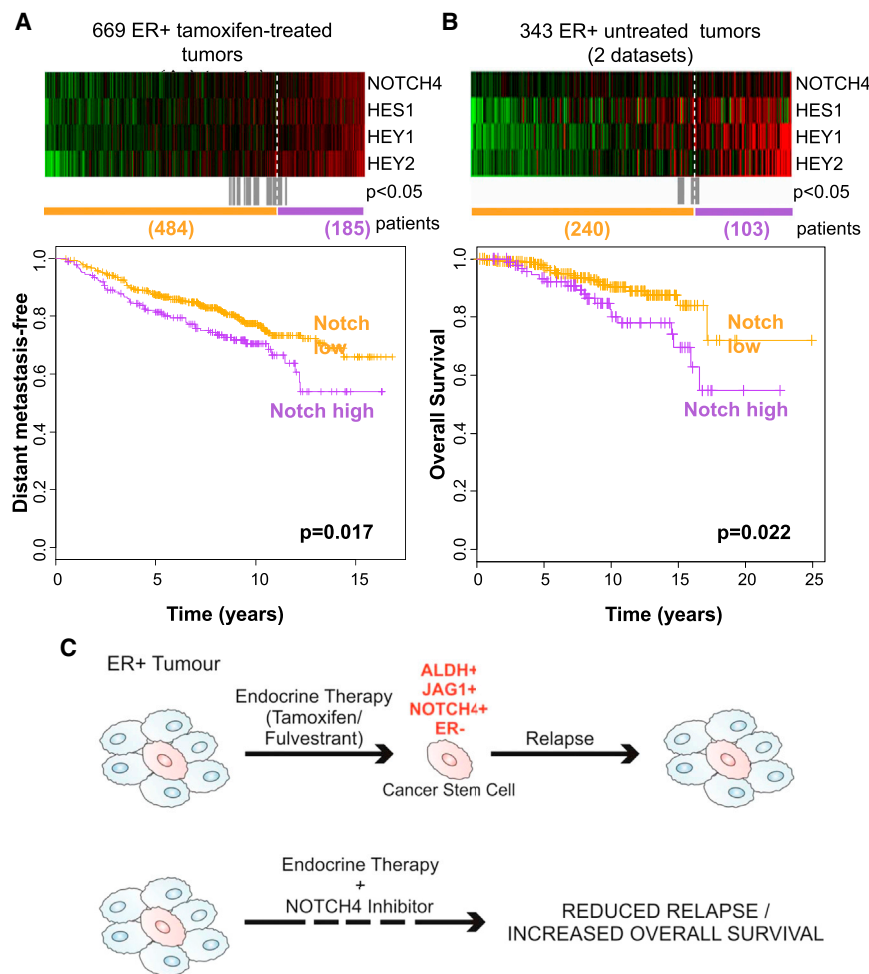 A
669 ER+ tamoxifen-treated
tumors
NOTCH4
HES1
HEY1
HEY2
p<0.05
(484)
(185)
patients
Distant metastasis-free
1.0
0.8
0.6
0.4
0.2
0.0
Notch
low
Notch high
p=0.017
0
5
10
15
Time (years)
B
343 ER+ untreated tumors
(2 datasets)
NOTCH4
HES1
HEY1
HEY2
p<0.05
(240)
(103)
patients
Overall Survival
1.0
0.8
0.6
0.4
0.2
0.0
Notch
low
Notch high
p=0.022
0
5
10
15
20
25
Time (years)
C
ER+ Tumour
Endocrine Therapy
(Tamoxifen/
Fulvestrant)
ALDH+
JAG1+
NOTCH4+
ER-
Cancer Stem Cell
Relapse
Endocrine Therapy
+
NOTCH4 Inhibitor
REDUCED RELAPSE /
INCREASED OVERALL SURVIVAL